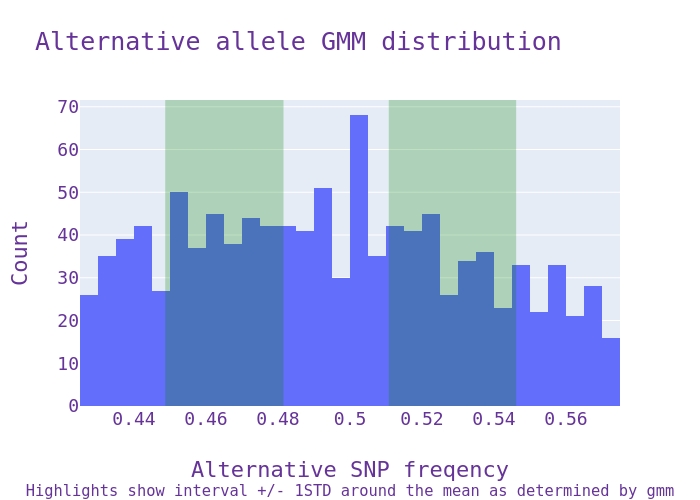 Alternative allele GMM distribution
70
60
50
40
30
20
10
0
Count
0.44 0.46 0.48 0.5 0.52 0.54 0.56
Alternative SNP freqency
Highlights show interval +/- 1STD around the mean as determined by gmm